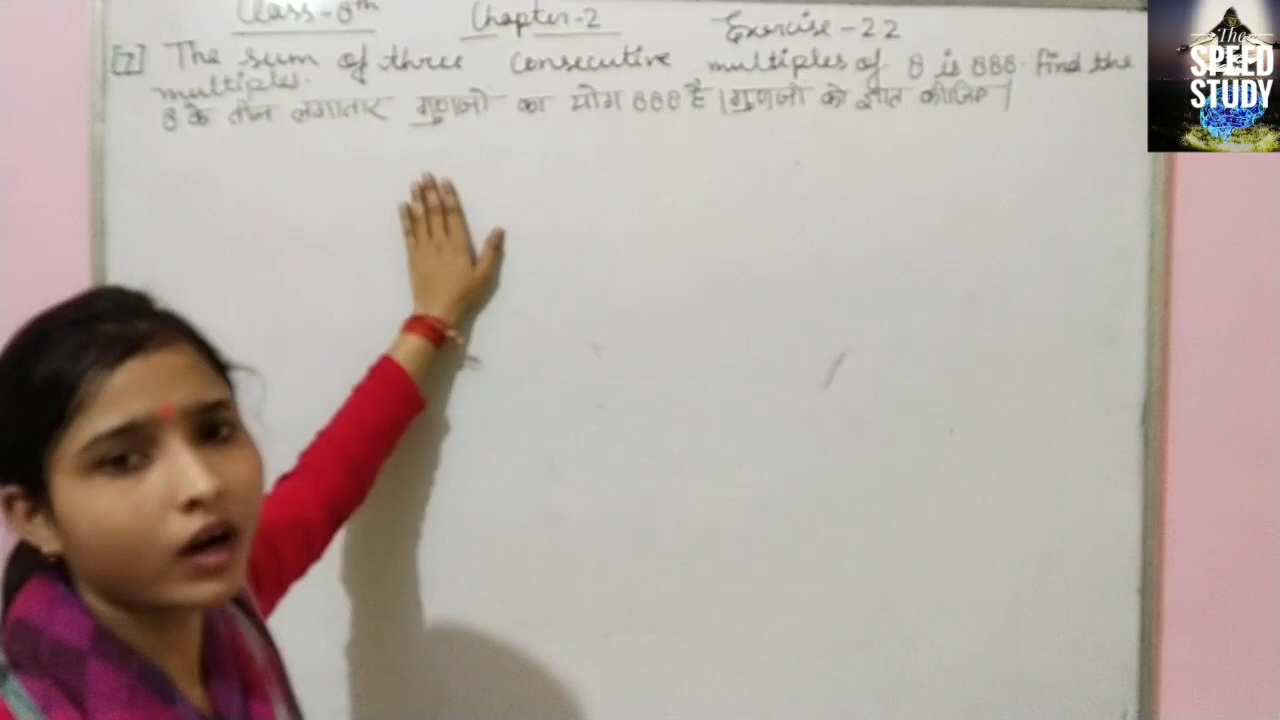 Class-8th Chapter-2 Exercise-2.2
[7] The sum of three consecutive multiples of 8 is 888. Find the
multiples.
8 के तीन लगातार गुणजो का योग 888 है। गुणजो को ज्ञात कीजिए।
The
SPEED
STUDY